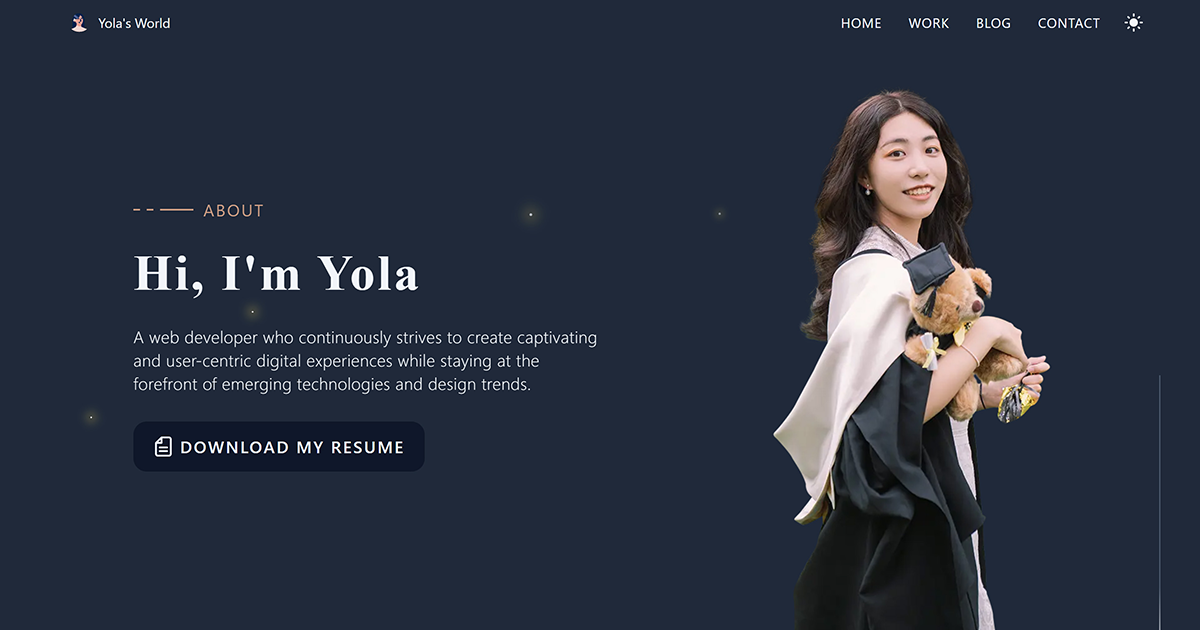 Yola's World
HOME WORK BLOG CONTACT
ABOUT
Hi, I'm Yola
A web developer who continuously strives to create captivating
and user-centric digital experiences while staying at the
forefront of emerging technologies and design trends.
DOWNLOAD MY RESUME